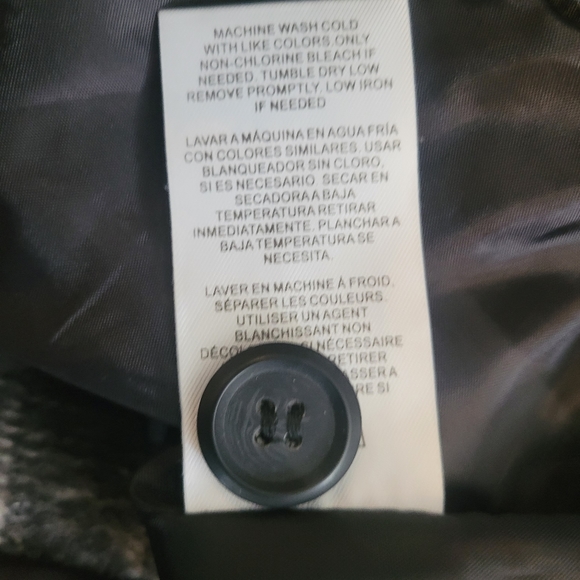 MACHINE WASH COLD
WITH LIKE COLORS.ONLY
NON-CHLORINE BLEACH IF
NEEDED. TUMBLE DRY LOW
REMOVE PROMPTLY. LOW IRON
IF NEEDED
LAVAR A MÁQUINA EN AGUA FRÍA
CON COLORES SIMILARES. USAR
BLANQUEADOR SIN CLORO,
SI ES NECESARIO. SECAR EN
SECADORA A BAJA
TEMPERATURA RETIRAR
INMEDIATAMENTE. PLANCHAR A
BAJA TEMPERATURA SE
NECESITA.
LAVER EN MACHINE À FROID.
SÉPARER LES COULEURS.
UTILISER UN AGENT
BLANCHISSANT NON
NÉCESSAIRE
RETIRER